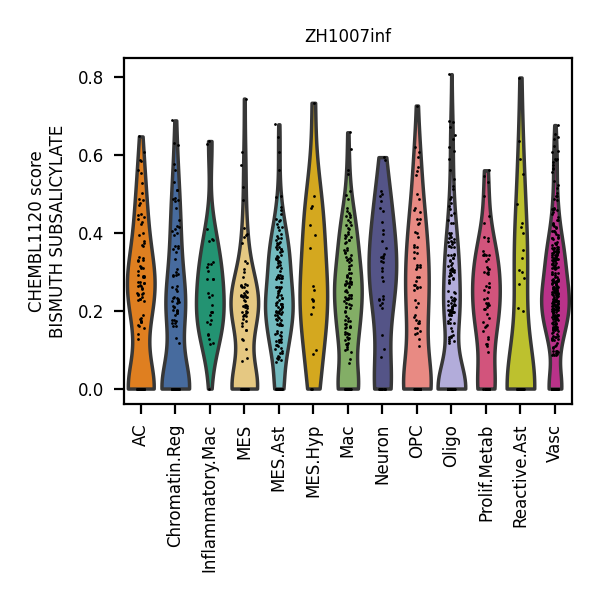 ZH1007inf
CHEMBL1120 score
BISMUTH SUBSALICYLATE
0.8
0.6
0.4
0.2
0.0
AC
Chromatin.Reg
Inflammatory.Mac
MES
MES.Ast
MES.Hyp
Mac
Neuron
OPC
Oligo
Prolif.Metab
Reactive.Ast
Vasc